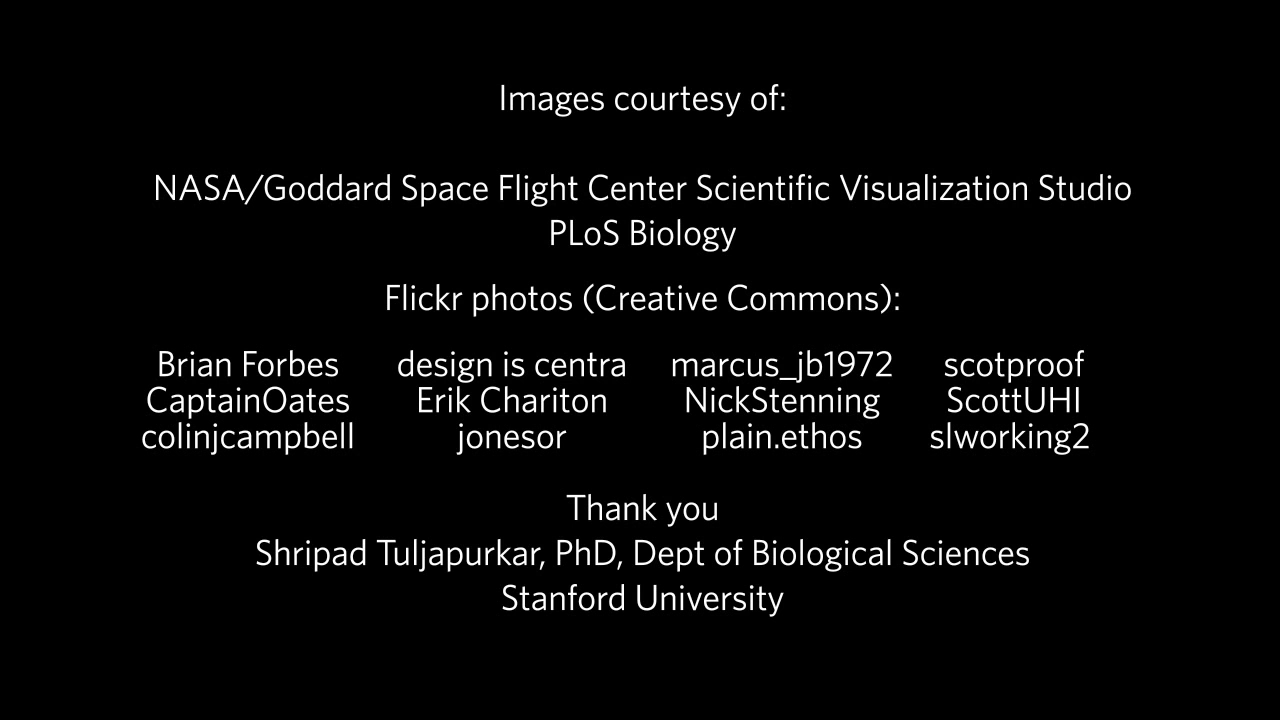 Images courtesy of:
NASA/Goddard Space Flight Center Scientific Visualization Studio
PLoS Biology
Flickr photos (Creative Commons):
Brian Forbes design is centra marcus_jb1972 scotproof
CaptainOates Erik Chariton NickStenning ScottUHI
colinjcampbell jonesor plain.ethos slworking2
Thank you
Shripad Tuljapurkar, PhD, Dept of Biological Sciences
Stanford University